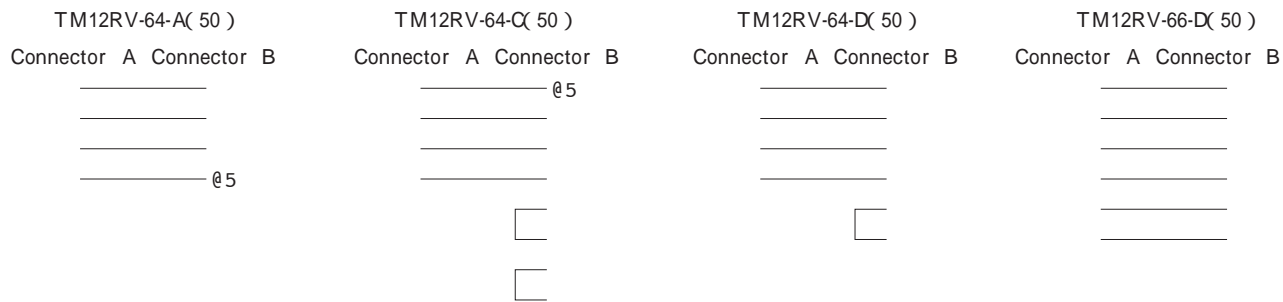 TM12RV-64-A(50)
TM12RV-64-C(50)
TM12RV-64-D(50)
TM12RV-66-D(50)
Connector A Connector B
Connector A Connector B
Connector A Connector B
Connector A Connector B
@5
@5